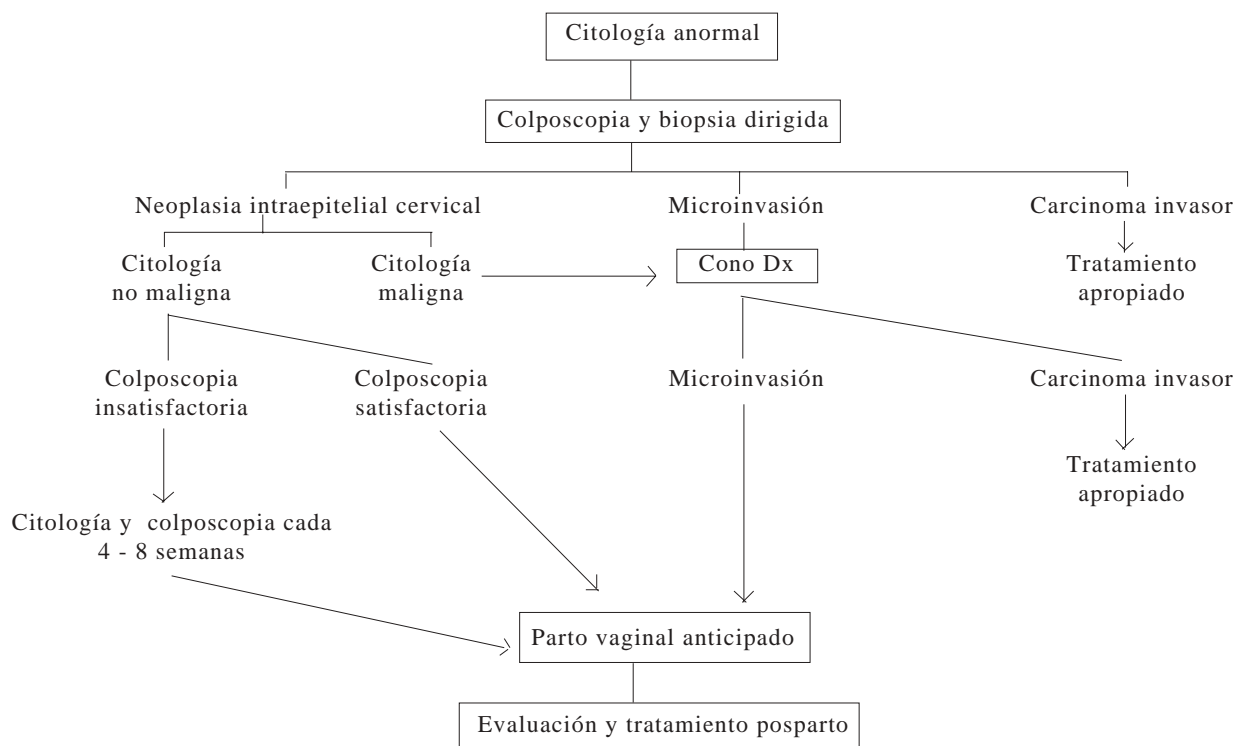 Citología anormal
Colposcopia y biopsia dirigida
Neoplasia intraepitelial cervical
Microinvasión
Carcinoma invasor
Citología
no maligna
Citología
maligna
Cono Dx
Tratamiento
apropiado
Colposcopia
insatisfactoria
Colposcopia
satisfactoria
Microinvasión
Carcinoma invasor
Tratamiento
apropiado
Citología y colposcopia cada
4 - 8 semanas
Parto vaginal anticipado
Evaluación y tratamiento posparto